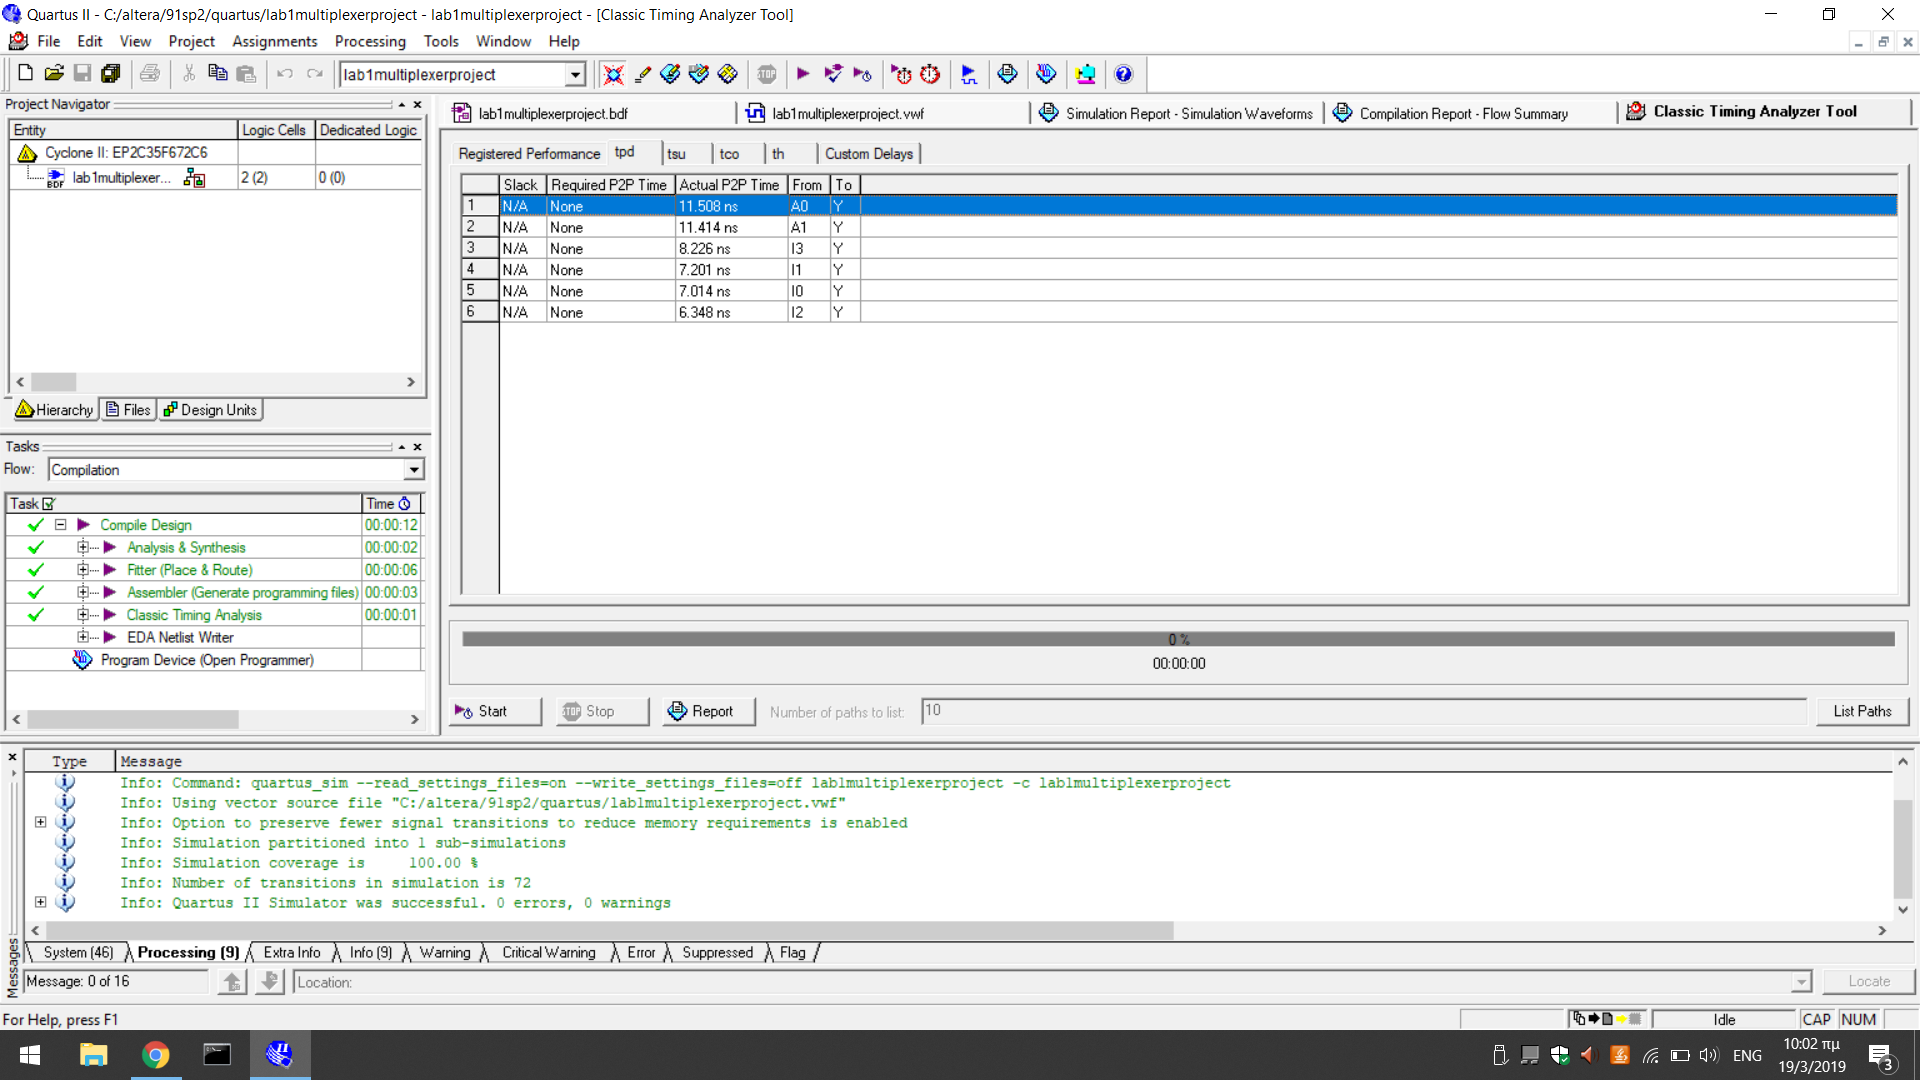 Quartus II - C:/altera/91sp2/quartus/lab1multiplexerproject - lab1multiplexerproject - [Classic Timing Analyzer Tool]
File Edit View Project Assignments Processing Tools Window Help
lab1multiplexerproject
Project Navigator
Entity Logic Cells Dedicated Logic
Cyclone II: EP2C35F672C6
lab1multiplexer... 2 (2) 0 (0)
Hierarchy Files Design Units
Tasks
Flow: Compilation
Task Time
Compile Design 00:00:12
Analysis & Synthesis 00:00:02
Fitter (Place & Route) 00:00:06
Assembler (Generate programming files) 00:00:03
Classic Timing Analysis 00:00:01
EDA Netlist Writer
Program Device (Open Programmer)
lab1multiplexerproject.bdf lab1multiplexerproject.vwf Simulation Report - Simulation Waveforms Compilation Report - Flow Summary Classic Timing Analyzer Tool
Registered Performance tpd tsu tco th Custom Delays
Slack Required P2P Time Actual P2P Time From To
1 N/A None 11.508 ns A0 Y
2 N/A None 11.414 ns A1 Y
3 N/A None 8.226 ns I3 Y
4 N/A None 7.201 ns I1 Y
5 N/A None 7.014 ns I0 Y
6 N/A None 6.348 ns I2 Y
0 %
00:00:00
Start Stop Report Number of paths to list: 10 List Paths
Type Message
Info: Command: quartus_sim --read_settings_files=on --write_settings_files=off lab1multiplexerproject -c lab1multiplexerproject
Info: Using vector source file "C:/altera/91sp2/quartus/lab1multiplexerproject.vwf"
Info: Option to preserve fewer signal transitions to reduce memory requirements is enabled
Info: Simulation partitioned into 1 sub-simulations
Info: Simulation coverage is 100.00 %
Info: Number of transitions in simulation is 72
Info: Quartus II Simulator was successful. 0 errors, 0 warnings
System (46) Processing (9) Extra Info Info (9) Warning Critical Warning Error Suppressed Flag
Messages
Message: 0 of 16 Location: Locate
For Help, press F1 Idle CAP NUM
ENG 10:02 πμ
19/3/2019
3